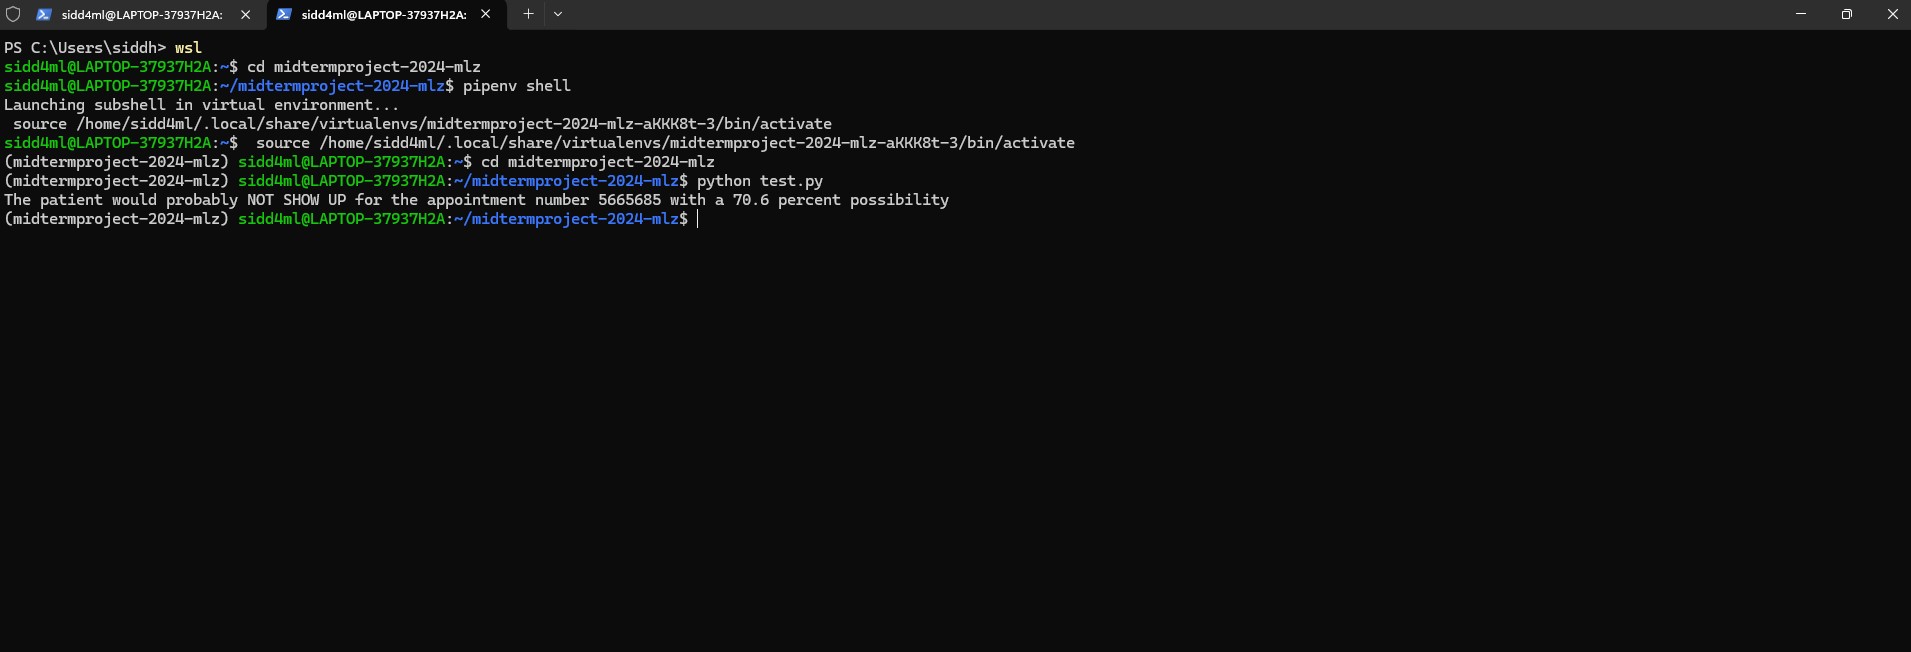 sidd4ml@LAPTOP-37937H2A: sidd4ml@LAPTOP-37937H2A:
PS C:\Users\siddh> wsl
sidd4ml@LAPTOP-37937H2A:~$ cd midtermproject-2024-mlz
sidd4ml@LAPTOP-37937H2A:~/midtermproject-2024-mlz$ pipenv shell
Launching subshell in virtual environment...
 source /home/sidd4ml/.local/share/virtualenvs/midtermproject-2024-mlz-aKKK8t-3/bin/activate
sidd4ml@LAPTOP-37937H2A:~$  source /home/sidd4ml/.local/share/virtualenvs/midtermproject-2024-mlz-aKKK8t-3/bin/activate
(midtermproject-2024-mlz) sidd4ml@LAPTOP-37937H2A:~$ cd midtermproject-2024-mlz
(midtermproject-2024-mlz) sidd4ml@LAPTOP-37937H2A:~/midtermproject-2024-mlz$ python test.py
The patient would probably NOT SHOW UP for the appointment number 5665685 with a 70.6 percent possibility
(midtermproject-2024-mlz) sidd4ml@LAPTOP-37937H2A:~/midtermproject-2024-mlz$